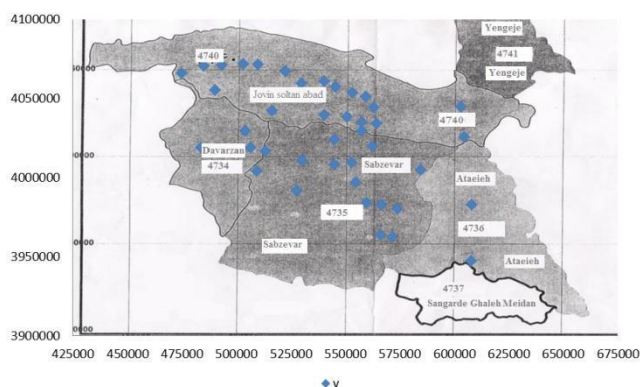 4100000
Yengeje
4740
4741
Yengeje
4050000
Jovin soltan abad
4740
Davarzan
4734
Sabzevar
4000000
Ataeieh
4735
4736
Sabzevar
3950000
Ataeieh
4737
Sangarde Ghaleh Meidan
3900000
425000 450000 475000 500000 525000 550000 575000 600000 625000 650000 675000
y